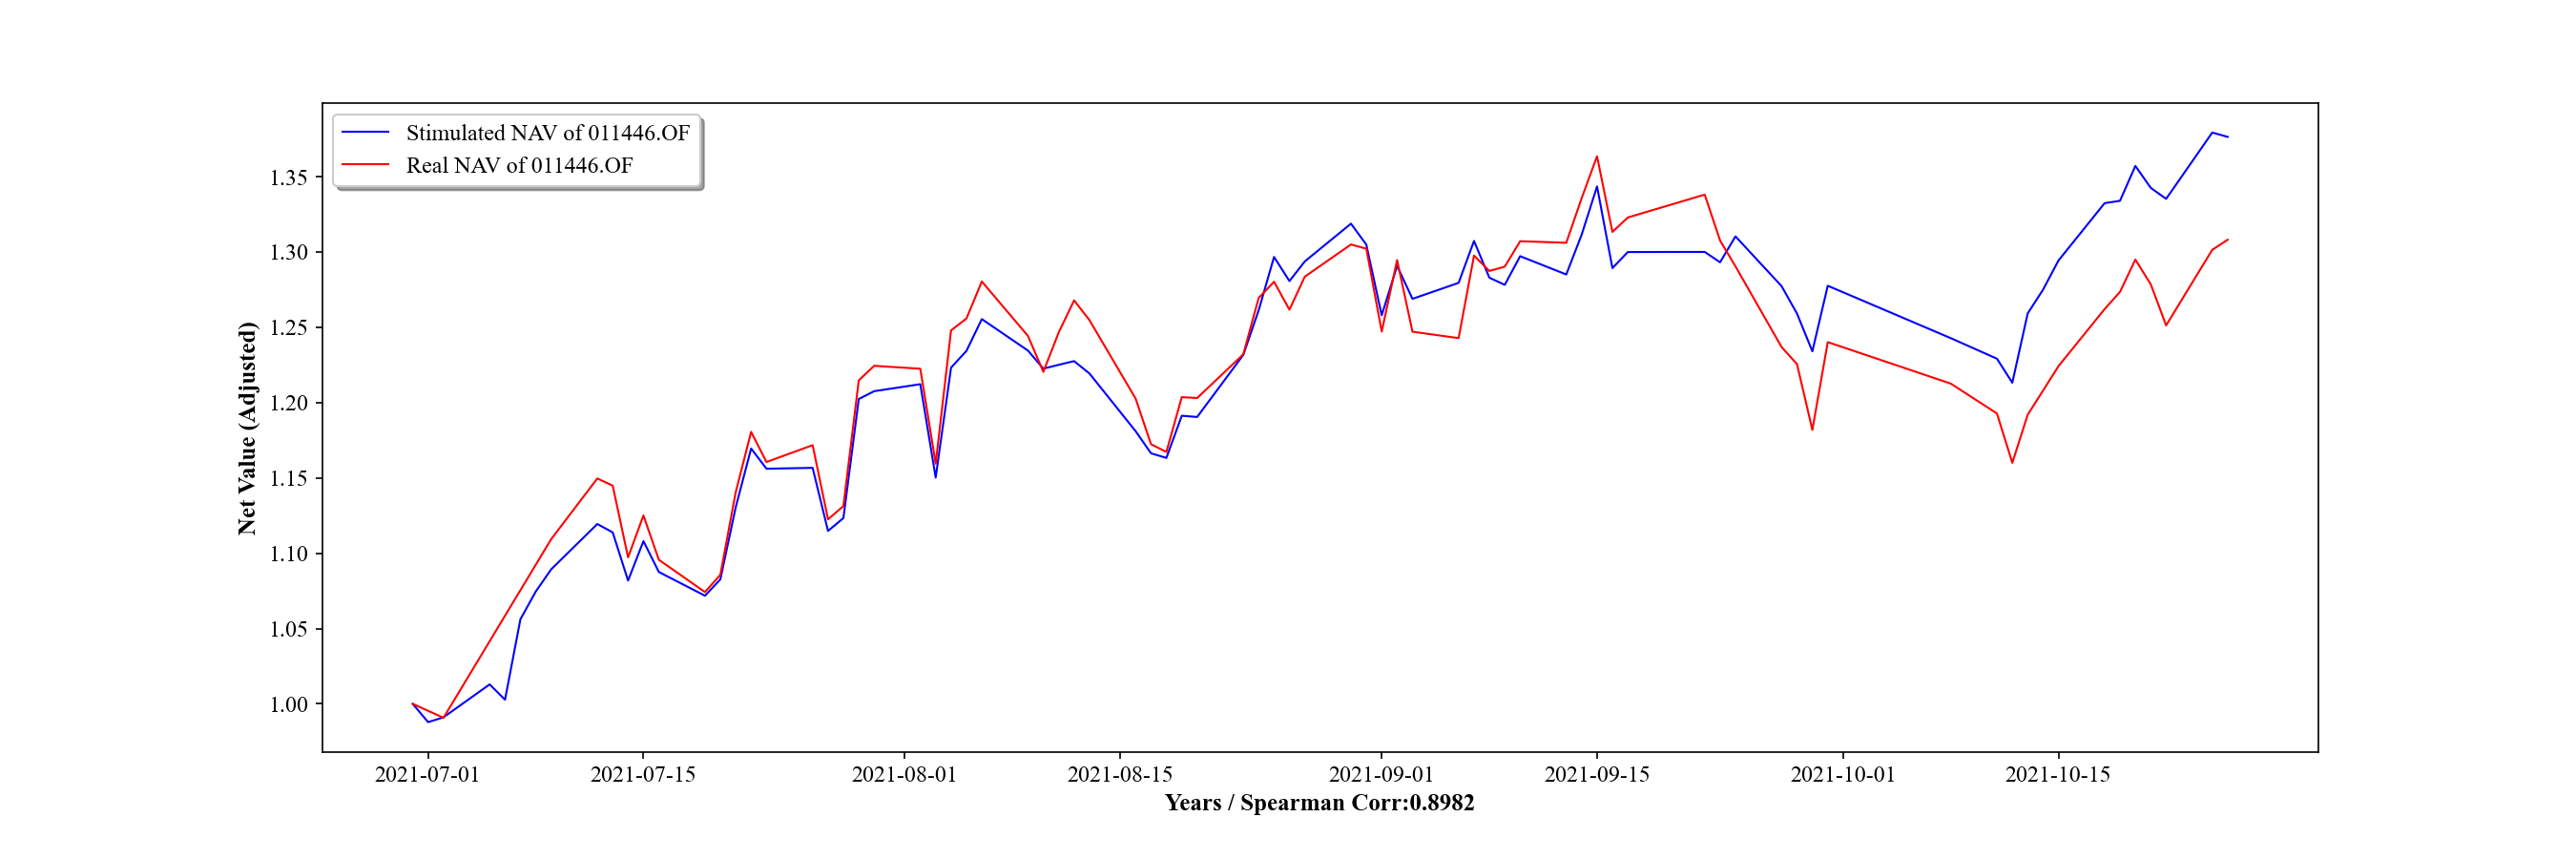 Stimulated NAV of 011446.OF
Real NAV of 011446.OF
1.35
1.30
1.25
1.20
1.15
1.10
1.05
1.00
Net Value (Adjusted)
2021-07-01 2021-07-15 2021-08-01 2021-08-15 2021-09-01 2021-09-15 2021-10-01 2021-10-15
Years / Spearman Corr:0.8982